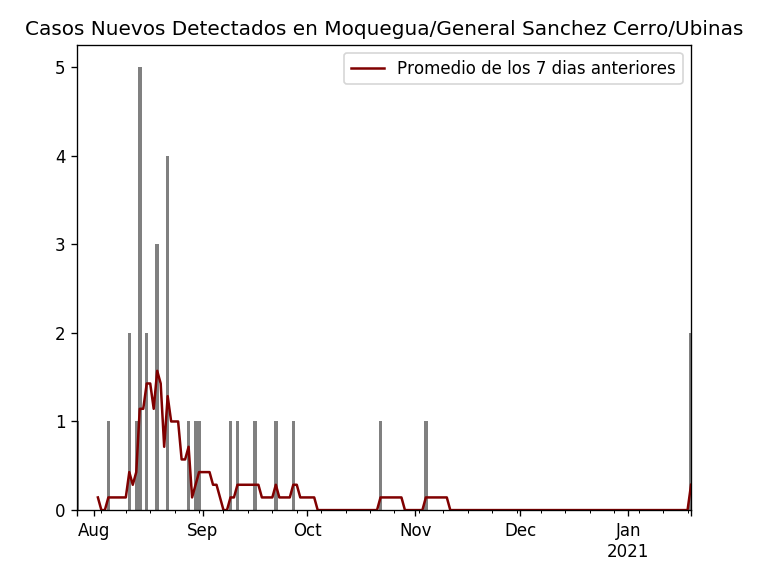 Casos Nuevos Detectados en Moquegua/General Sanchez Cerro/Ubinas
Promedio de los 7 dias anteriores
5
4
3
2
1
0
Aug Sep Oct Nov Dec Jan
2021